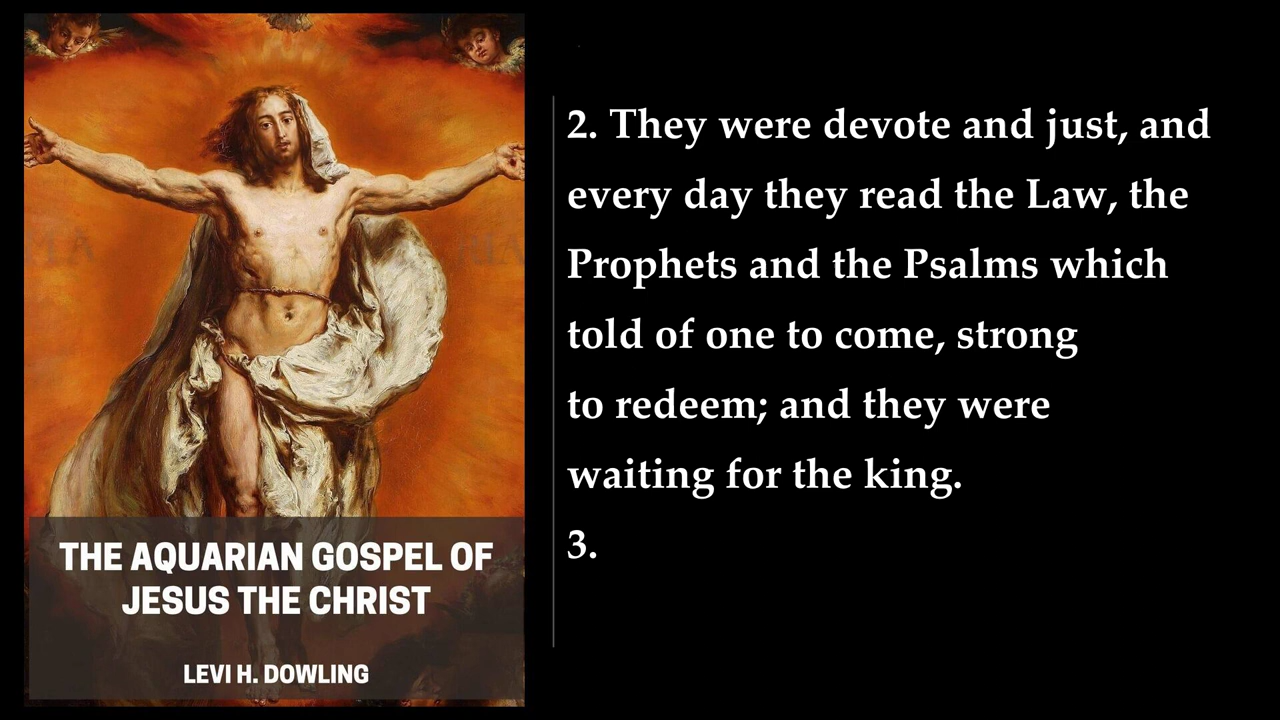 THE AQUARIAN GOSPEL OF
JESUS THE CHRIST
LEVI H. DOWLING
2. They were devote and just, and
every day they read the Law, the
Prophets and the Psalms which
told of one to come, strong
to redeem; and they were
waiting for the king.
3.